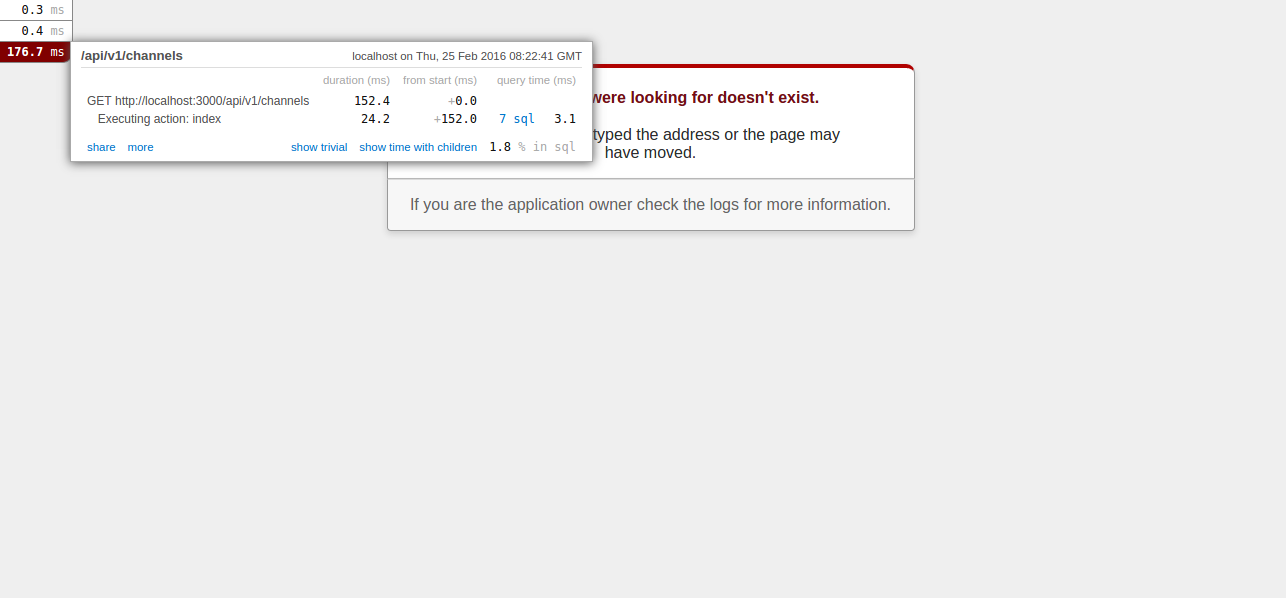 0.3 ms
0.4 ms
176.7 ms
/api/v1/channels localhost on Thu, 25 Feb 2016 08:22:41 GMT
duration (ms) from start (ms) query time (ms)
GET http://localhost:3000/api/v1/channels 152.4 +0.0
Executing action: index 24.2 +152.0 7 sql 3.1
share more show trivial show time with children 1.8 % in sql
were looking for doesn't exist.
typed the address or the page may
have moved.
If you are the application owner check the logs for more information.